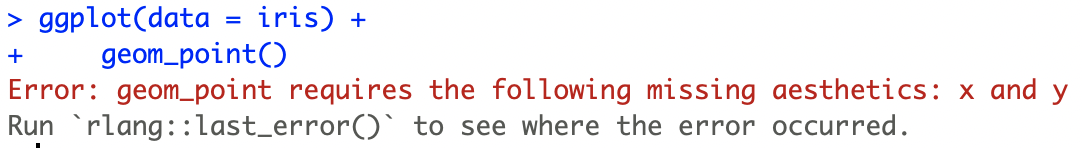 > ggplot(data = iris) +
+     geom_point()
Error: geom_point requires the following missing aesthetics: x and y
Run `rlang::last_error()` to see where the error occurred.